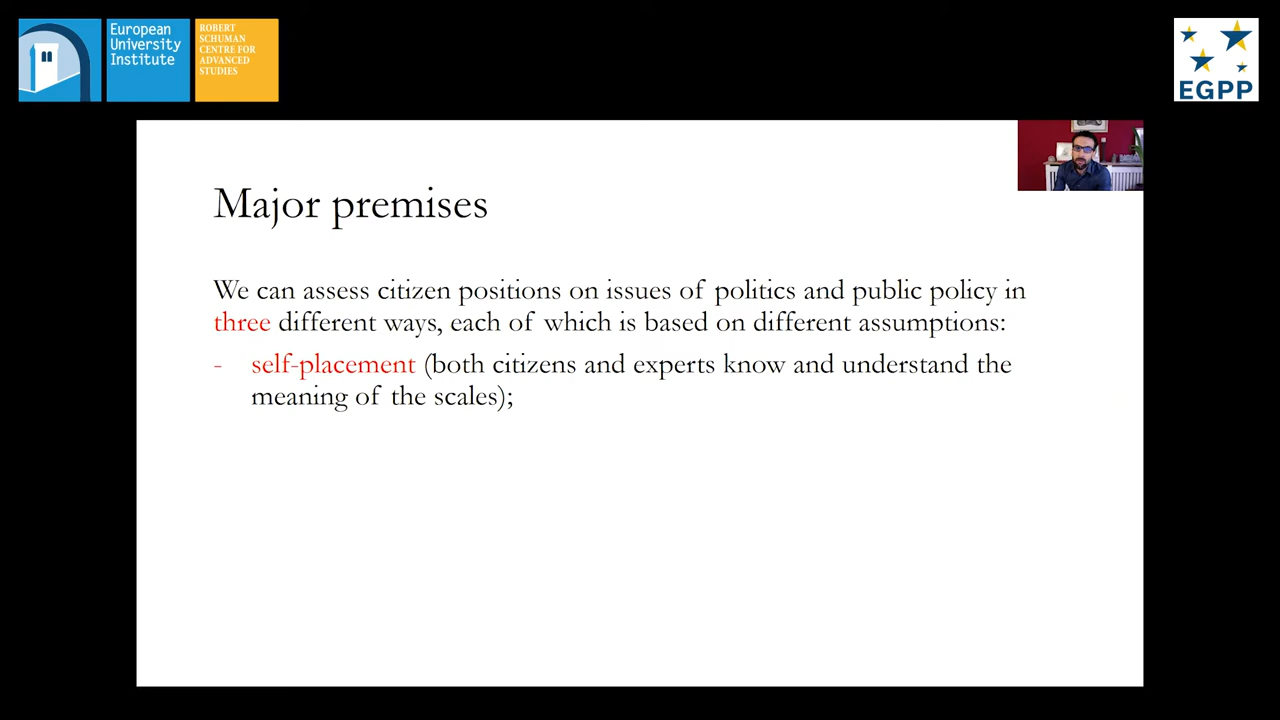 European
University
Institute
ROBERT
SCHUMAN
CENTRE FOR
ADVANCED
STUDIES
EGPP
Major premises
We can assess citizen positions on issues of politics and public policy in
three different ways, each of which is based on different assumptions:
- self-placement (both citizens and experts know and understand the
meaning of the scales);